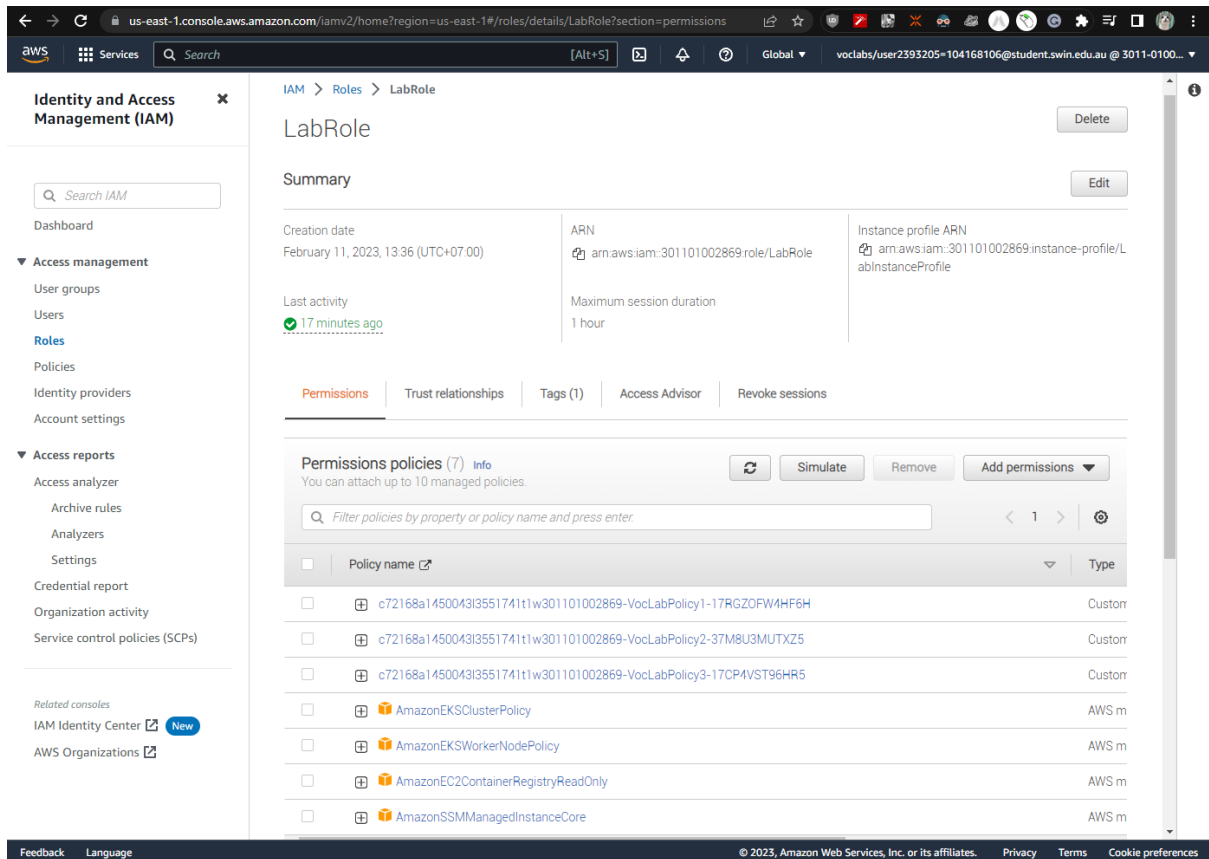 us-east-1.console.aws.amazon.com/iamv2/home?region=us-east-1#/roles/details/LabRole?section=permissions
aws Services Search [Alt+S] Global voclabs/user2393205=104168106@student.swin.edu.au @ 3011-0100...
Identity and Access
Management (IAM)
Search IAM
Dashboard
Access management
User groups
Users
Roles
Policies
Identity providers
Account settings
Access reports
Access analyzer
Archive rules
Analyzers
Settings
Credential report
Organization activity
Service control policies (SCPs)
Related consoles
IAM Identity Center New
AWS Organizations
IAM > Roles > LabRole
LabRole
Delete
Summary
Edit
Creation date
February 11, 2023, 13:36 (UTC+07:00)
ARN
arn:aws:iam::301101002869:role/LabRole
Instance profile ARN
arn:aws:iam::301101002869:instance-profile/L
abInstanceProfile
Last activity
17 minutes ago
Maximum session duration
1 hour
Permissions Trust relationships Tags (1) Access Advisor Revoke sessions
Permissions policies (7) Info
You can attach up to 10 managed policies.
Simulate Remove Add permissions
Filter policies by property or policy name and press enter.
1
Policy name Type
c72168a1450043l3551741t1w301101002869-VocLabPolicy1-17RGZOFW4HF6H Custom
c72168a1450043l3551741t1w301101002869-VocLabPolicy2-37M8U3MUTXZ5 Custom
c72168a1450043l3551741t1w301101002869-VocLabPolicy3-17CP4VST96HR5 Custom
AmazonEKSClusterPolicy AWS m
AmazonEKSWorkerNodePolicy AWS m
AmazonEC2ContainerRegistryReadOnly AWS m
AmazonSSMManagedInstanceCore AWS m
Feedback Language © 2023, Amazon Web Services, Inc. or its affiliates. Privacy Terms Cookie preferences